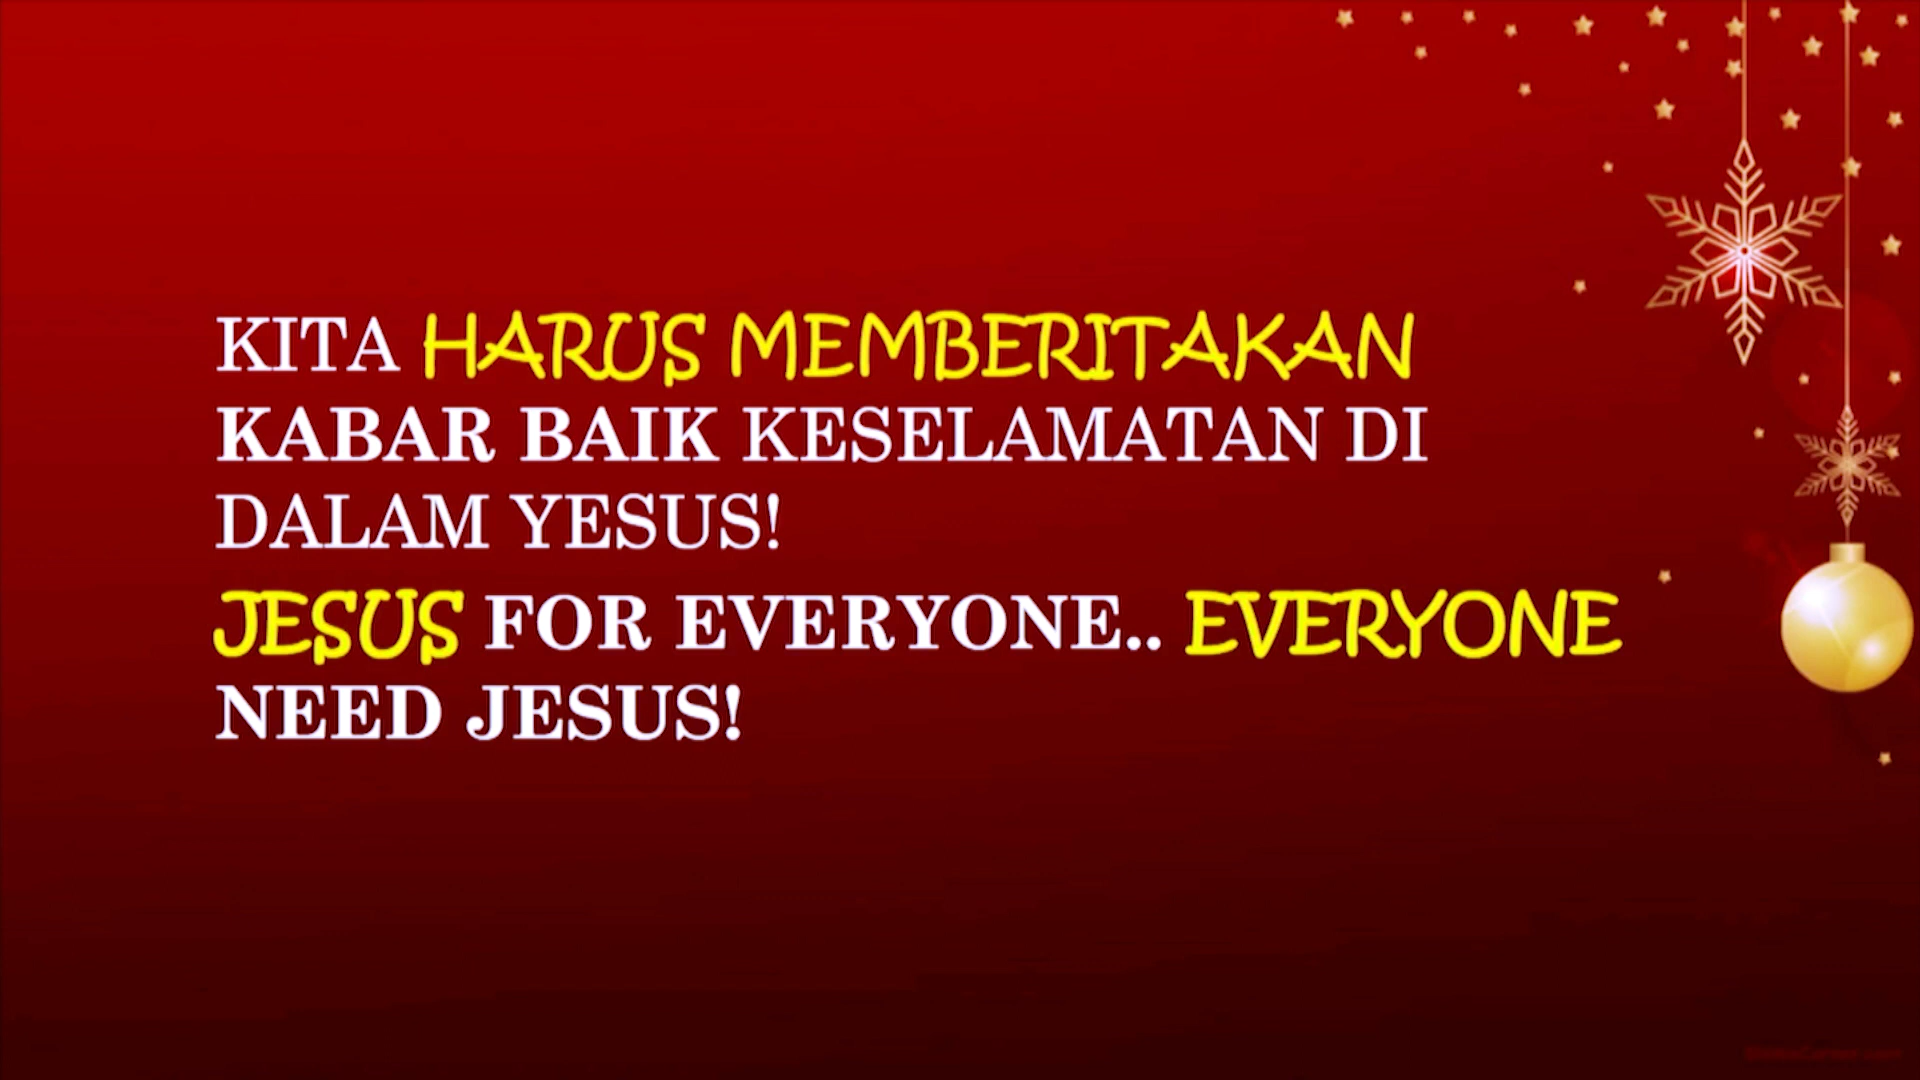 KITA HARUS MEMBERITAKAN
KABAR BAIK KESELAMATAN DI
DALAM YESUS!
JESUS FOR EVERYONE.. EVERYONE
NEED JESUS!